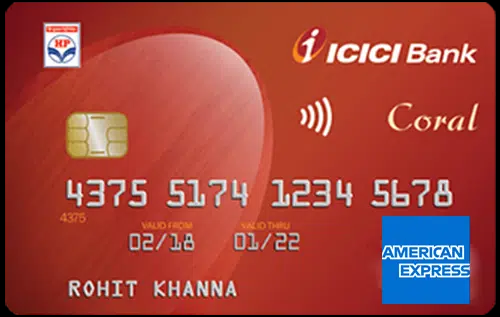 HP
ICICI Bank
Coral
4375 5174 1234 5678
4375
VALID FROM VALID THRU
02/18 01/22
AMERICAN
EXPRESS
ROHIT KHANNA